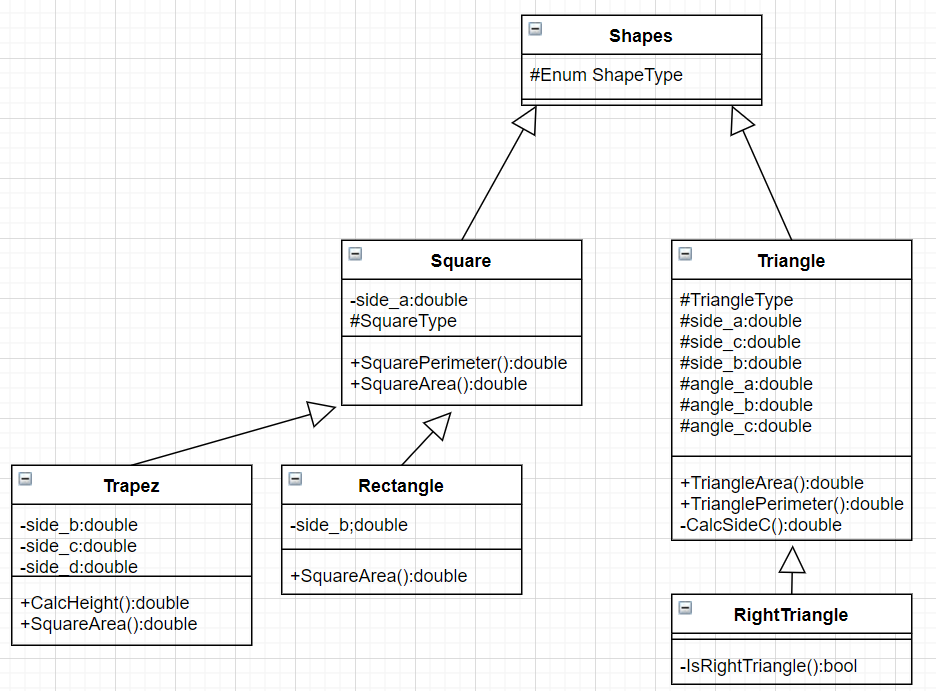 Shapes
#Enum ShapeType
Square
-side_a:double
#SquareType
+SquarePerimeter():double
+SquareArea():double
Triangle
#TriangleType
#side_a:double
#side_c:double
#side_b:double
#angle_a:double
#angle_b:double
#angle_c:double
+TriangleArea():double
+TrianglePerimeter():double
-CalcSideC():double
Trapez
-side_b:double
-side_c:double
-side_d:double
+CalcHeight():double
+SquareArea():double
Rectangle
-side_b;double
+SquareArea():double
RightTriangle
-IsRightTriangle():bool